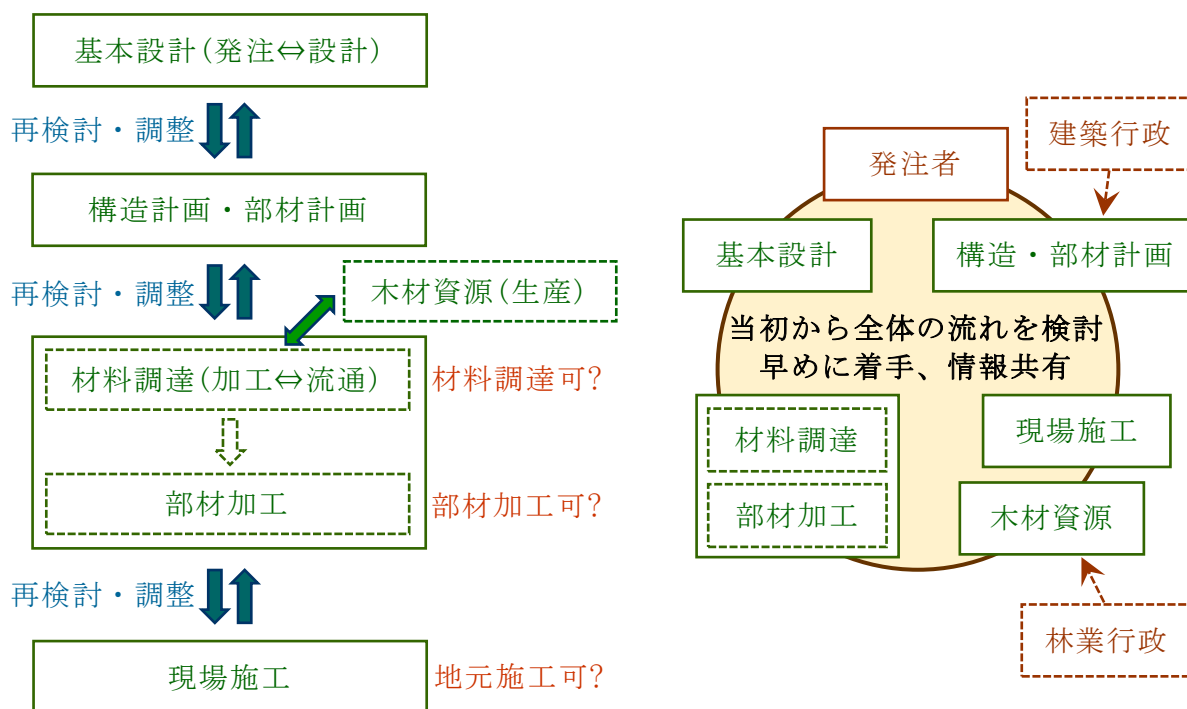 基本設計(発注⇔設計)
再検討・調整
構造計画・部材計画
再検討・調整
木材資源(生産)
材料調達(加工⇔流通)
材料調達可?
部材加工
部材加工可?
再検討・調整
現場施工
地元施工可?
建築行政
発注者
基本設計
構造・部材計画
当初から全体の流れを検討
早めに着手、情報共有
材料調達
現場施工
部材加工
木材資源
林業行政